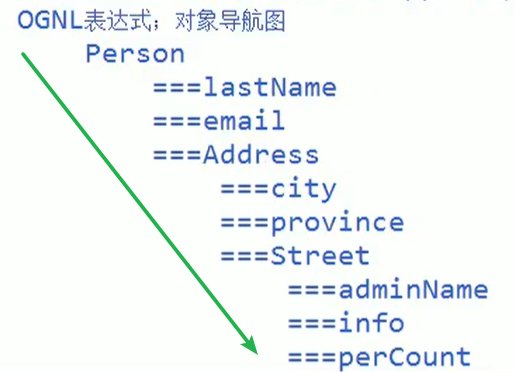 OGNL表达式；对象导航图
Person
===lastName
===email
===Address
===city
===province
===Street
===adminName
===info
===perCount